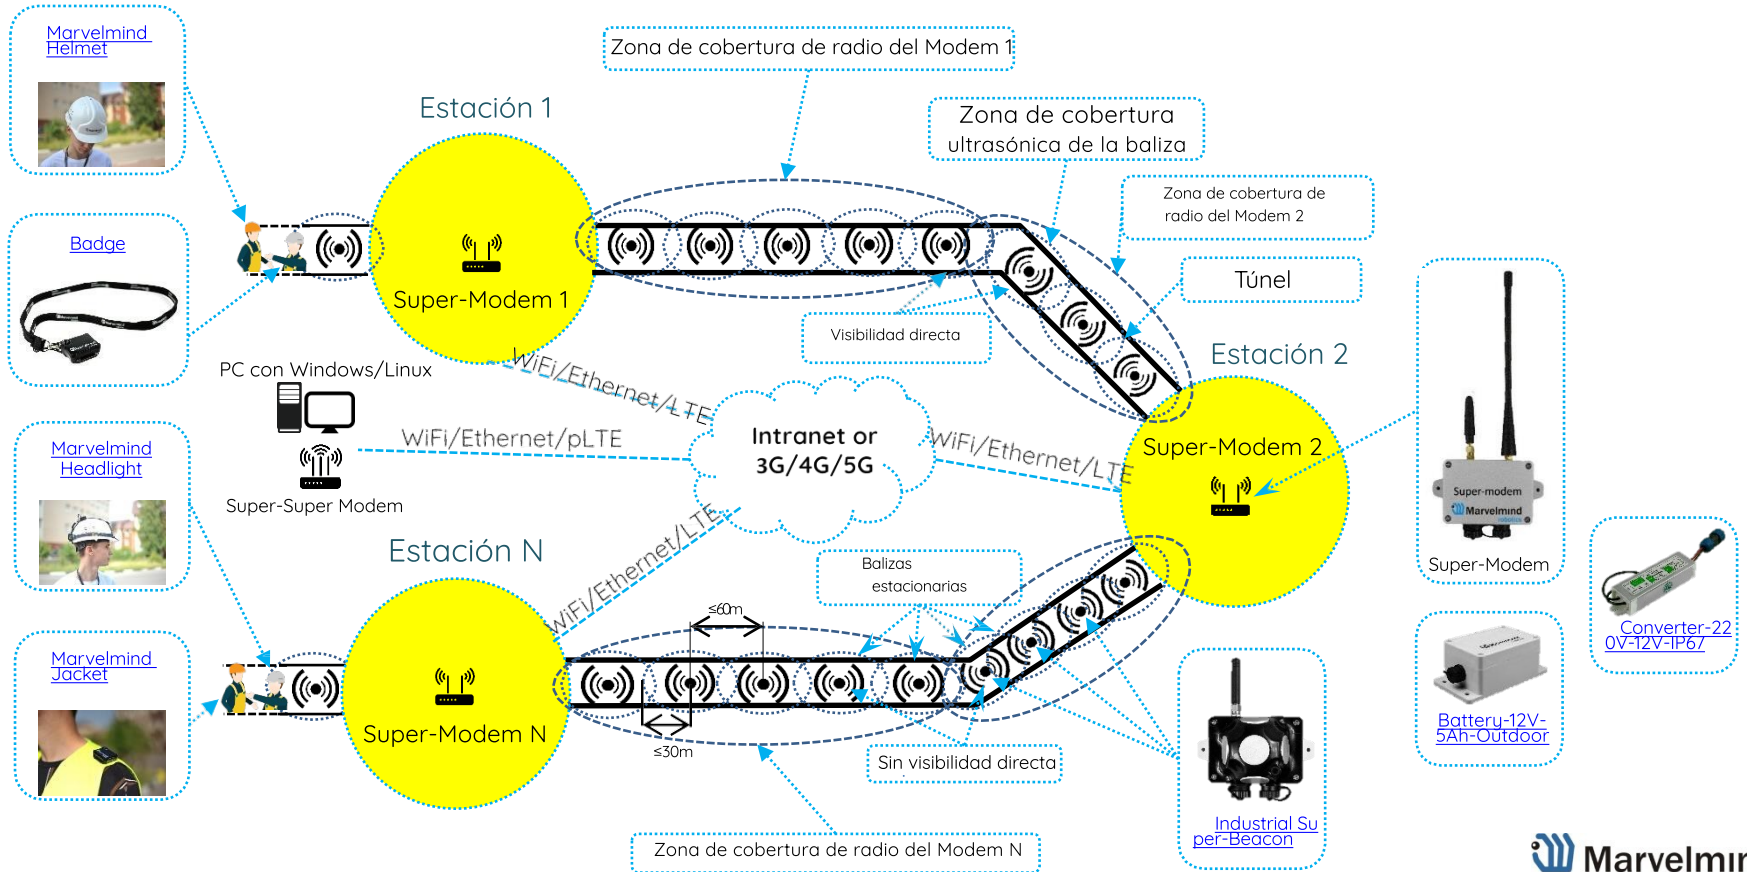 Marvelmind
Helmet
Zona de cobertura de radio del Modem 1
Estación 1
Zona de cobertura
ultrasónica de la baliza
Zona de cobertura de
radio del Modem 2
Badge
Túnel
Super-Modem 1
Visibilidad directa
Estación 2
PC con Windows/Linux
WiFi/Ethernet/LTE
WiFi/Ethernet/pLTE
Intranet or
3G/4G/5G
WiFi/Ethernet/LTE
Super-Modem 2
Marvelmind
Headlight
Super-Super Modem
WiFi/Ethernet/LTE
Super-modem
Marvelmind
robotics
Super-Modem
Estación N
Balizas
estacionarias
≤60m
Converter-22
0V-12V-IP67
Marvelmind
Jacket
Super-Modem N
≤30m
Sin visibilidad directa
Battery-12V-
5Ah-Outdoor
Industrial Su
per-Beacon
Zona de cobertura de radio del Modem N
Marvelmin